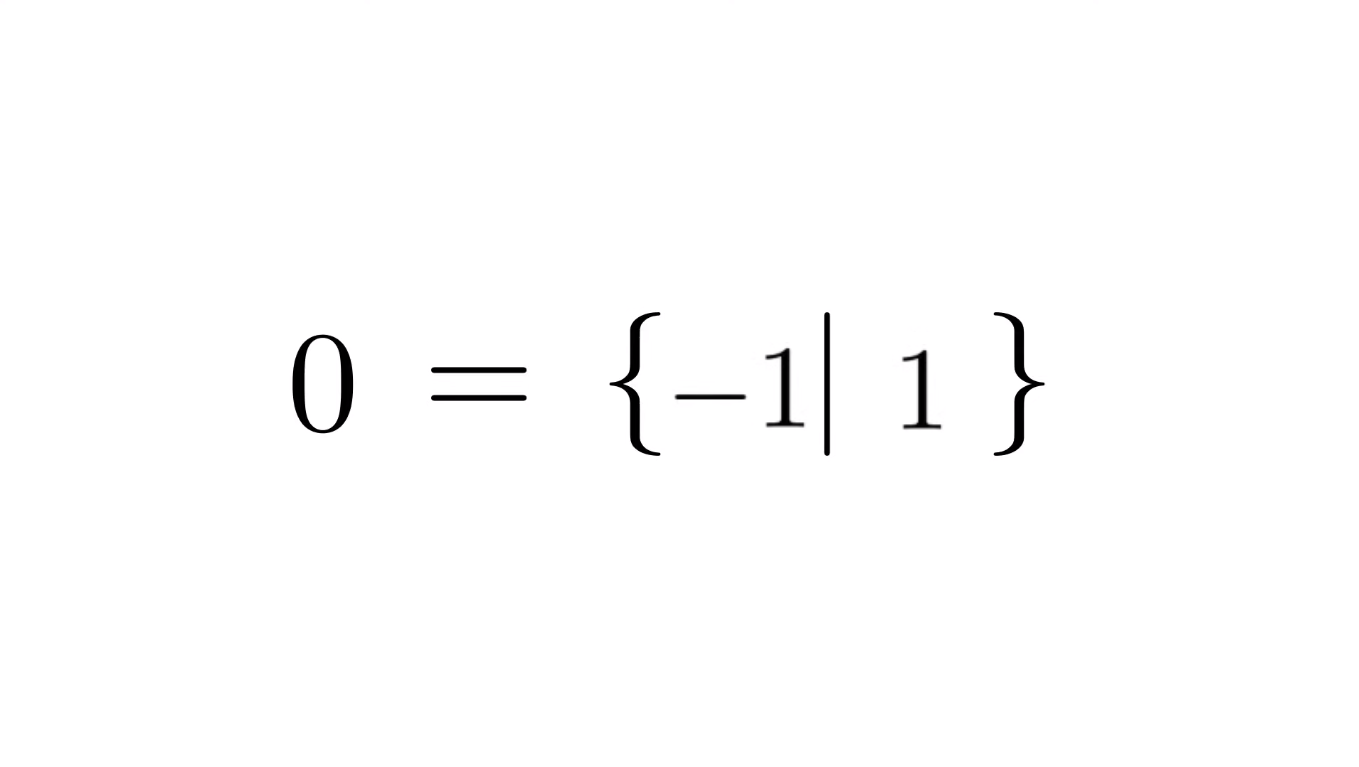 0 = {−1| 1 }